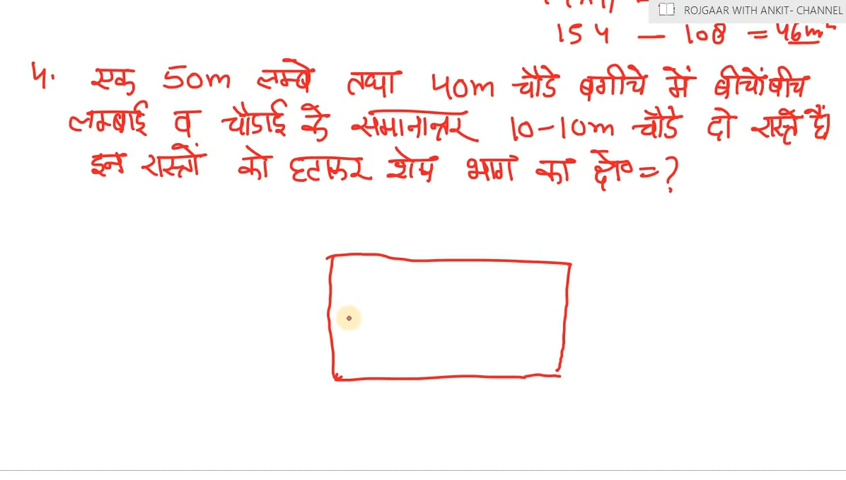 ROJGAAR WITH ANKIT- CHANNEL
154 - 108 = 46m²
4. एक 50m लम्बे तथा 40m चौडे बगीचे में बीचोंबीच
लम्बाई व चौडाई के समानान्तर 10-10m चौडे दो रास्ते हैं।
इन रास्तों को हटाकर शेष भाग का क्षे० = ?